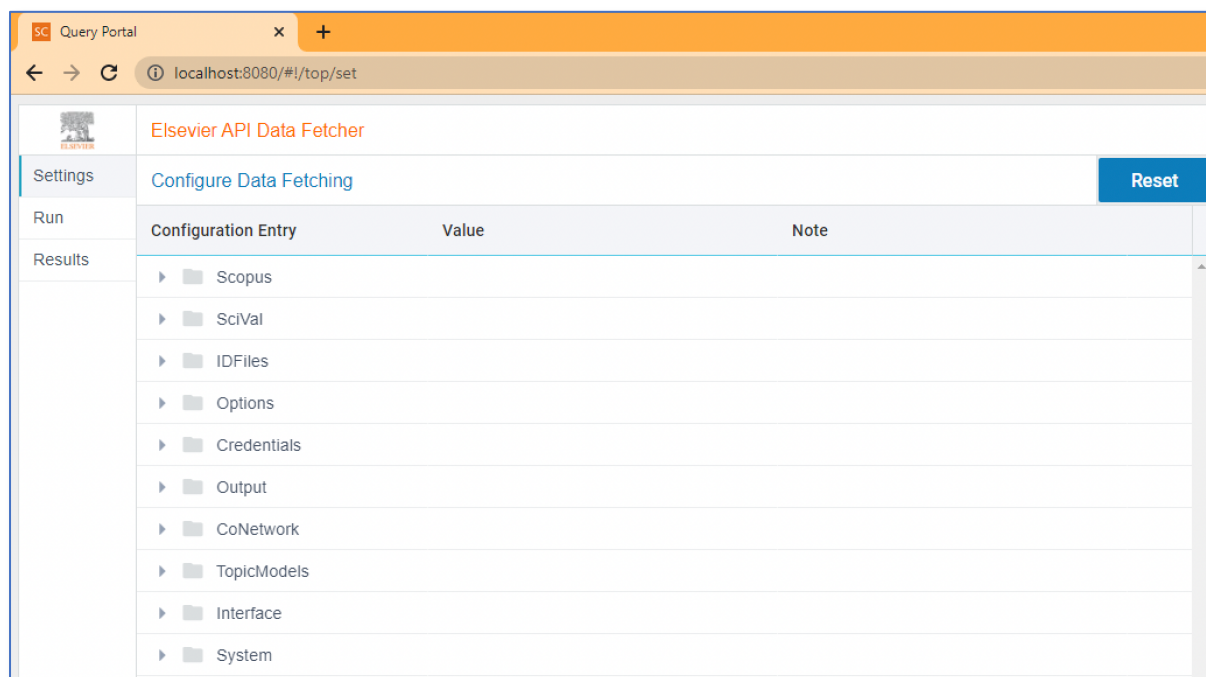 SC Query Portal
localhost:8080/#!/top/set
ELSEVIER
Elsevier API Data Fetcher
Settings
Configure Data Fetching
Reset
Run
Configuration Entry Value Note
Results
Scopus
SciVal
IDFiles
Options
Credentials
Output
CoNetwork
TopicModels
Interface
System